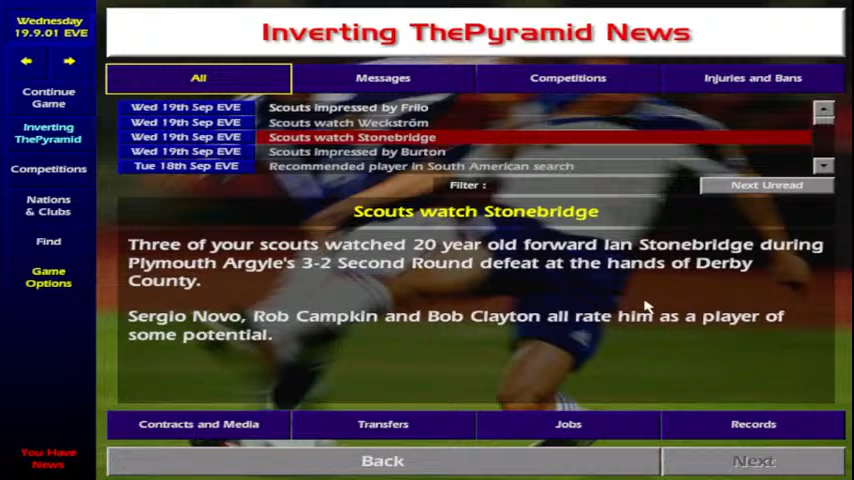 Wednesday
19.9.01 EVE
Inverting ThePyramid News
All
Messages
Competitions
Injuries and Bans
Continue
Game
Inverting
ThePyramid
Competitions
Nations
& Clubs
Find
Game
Options
You Have
News
Wed 19th Sep EVE Scouts impressed by Frilo
Wed 19th Sep EVE Scouts watch Weckström
Wed 19th Sep EVE Scouts watch Stonebridge
Wed 19th Sep EVE Scouts impressed by Burton
Tue 18th Sep EVE Recommended player in South American search
Filter :
Next Unread
Scouts watch Stonebridge
Three of your scouts watched 20 year old forward Ian Stonebridge during
Plymouth Argyle's 3-2 Second Round defeat at the hands of Derby
County.
Sergio Novo, Rob Campkin and Bob Clayton all rate him as a player of
some potential.
Contracts and Media
Transfers
Jobs
Records
Back
Next